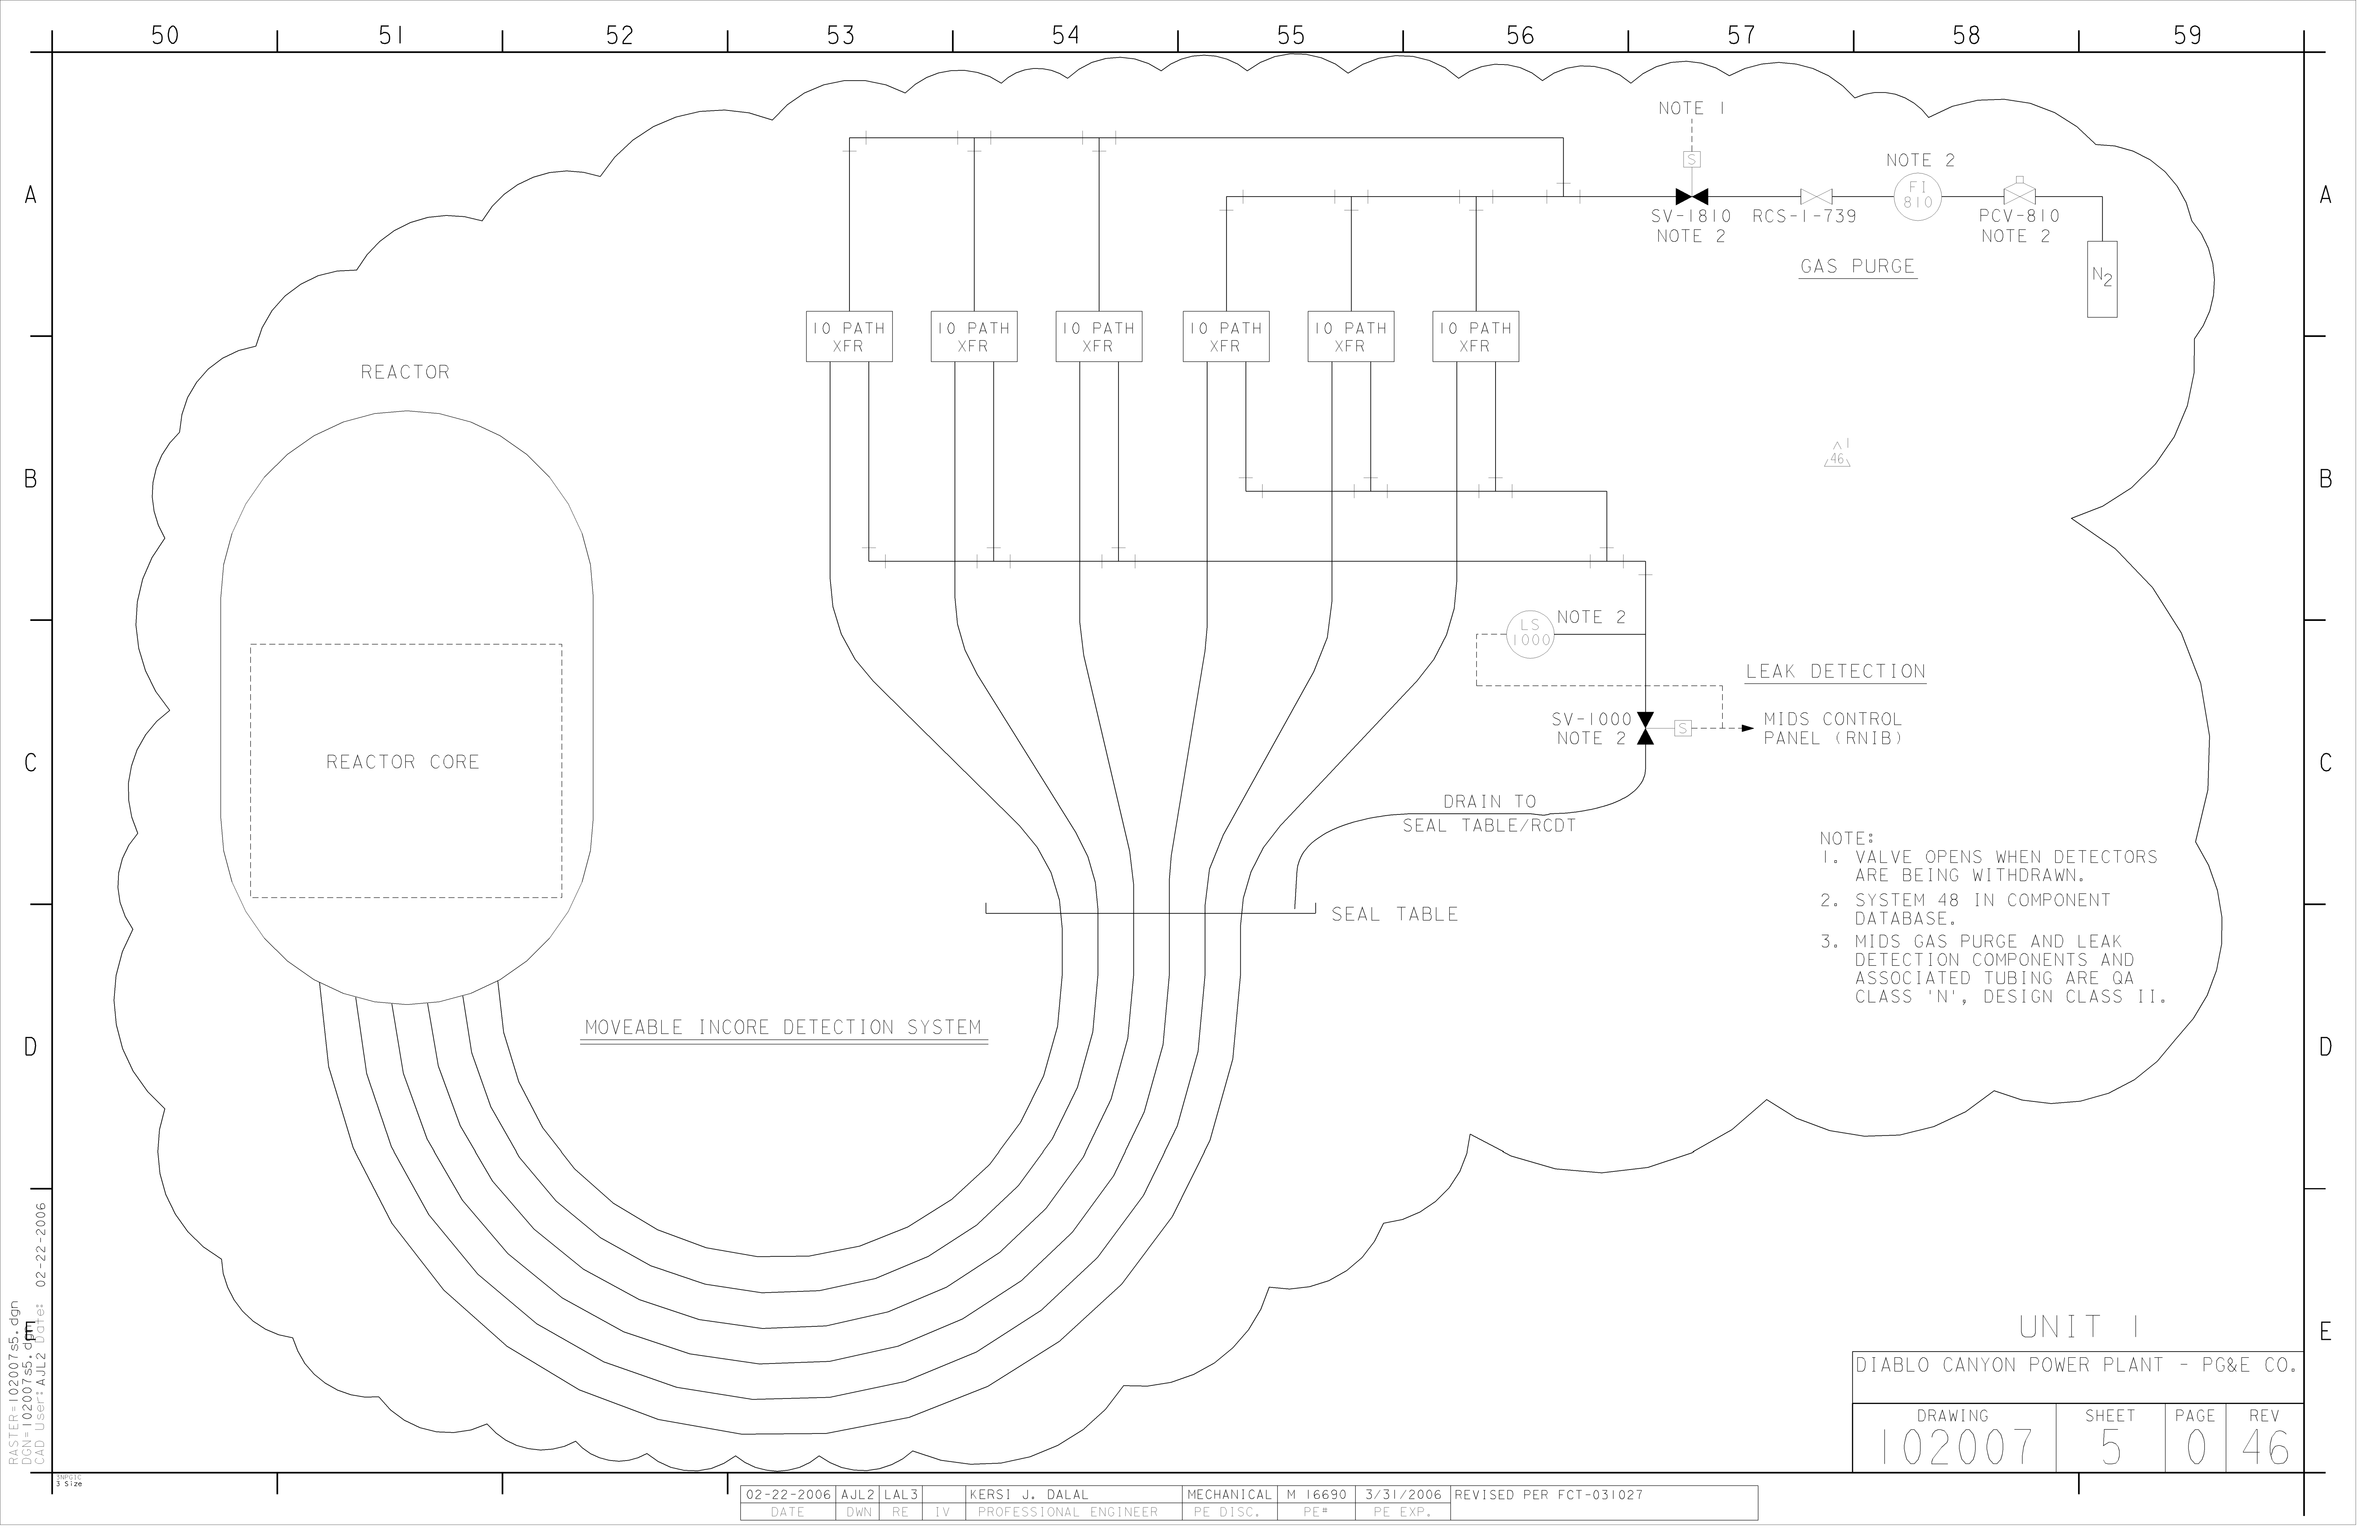 50 51 52 53 54 55 56 57 58 59
A
A
B
B
C
C
D
D
E
E
NOTE 1
S
NOTE 2
FI
810
SV-1810
NOTE 2
RCS-1-739
PCV-810
NOTE 2
GAS PURGE
N2
10 PATH
XFR
10 PATH
XFR
10 PATH
XFR
10 PATH
XFR
10 PATH
XFR
10 PATH
XFR
REACTOR
1
46
LS
1000
NOTE 2
LEAK DETECTION
SV-1000
NOTE 2
S
MIDS CONTROL
PANEL (RNIB)
REACTOR CORE
DRAIN TO
SEAL TABLE/RCDT
SEAL TABLE
NOTE:
1. VALVE OPENS WHEN DETECTORS
ARE BEING WITHDRAWN.
2. SYSTEM 48 IN COMPONENT
DATABASE.
3. MIDS GAS PURGE AND LEAK
DETECTION COMPONENTS AND
ASSOCIATED TUBING ARE QA
CLASS 'N', DESIGN CLASS II.
MOVEABLE INCORE DETECTION SYSTEM
UNIT 1
DIABLO CANYON POWER PLANT - PG&E CO.
DRAWING SHEET PAGE REV
102007 5 0 46
RASTER=102007s5.dgn
DGN=102007s5.dgn
CAD User: AJL2 Date: 02-22-2006
3NPGIC
3 Size
02-22-2006 AJL2 LAL3 KERSI J. DALAL MECHANICAL M 16690 3/31/2006 REVISED PER FCT-031027
DATE DWN RE IV PROFESSIONAL ENGINEER PE DISC. PE# PE EXP.